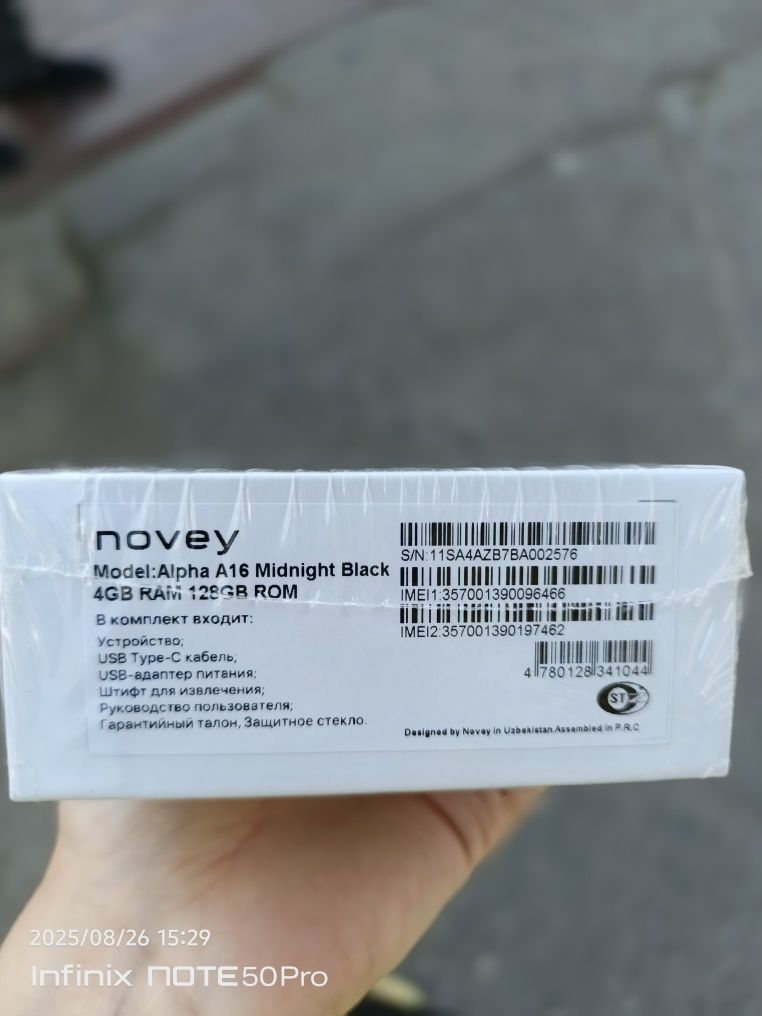 novey
Model:Alpha A16 Midnight Black
4GB RAM 128GB ROM
В комплект входит:
Устройство;
USB Type-C кабель;
USB-адаптер питания;
Штифт для извлечения;
Руководство пользователя;
Гарантийный талон, Защитное стекло.
S/N:11SA4AZB7BA002576
IMEI1:357001390096466
IMEI2:357001390197462
4 780128 341044
ST
Designed by Novey in Uzbekistan.Assembled in P.R.C
2025/08/26 15:29
Infinix NOTE50Pro